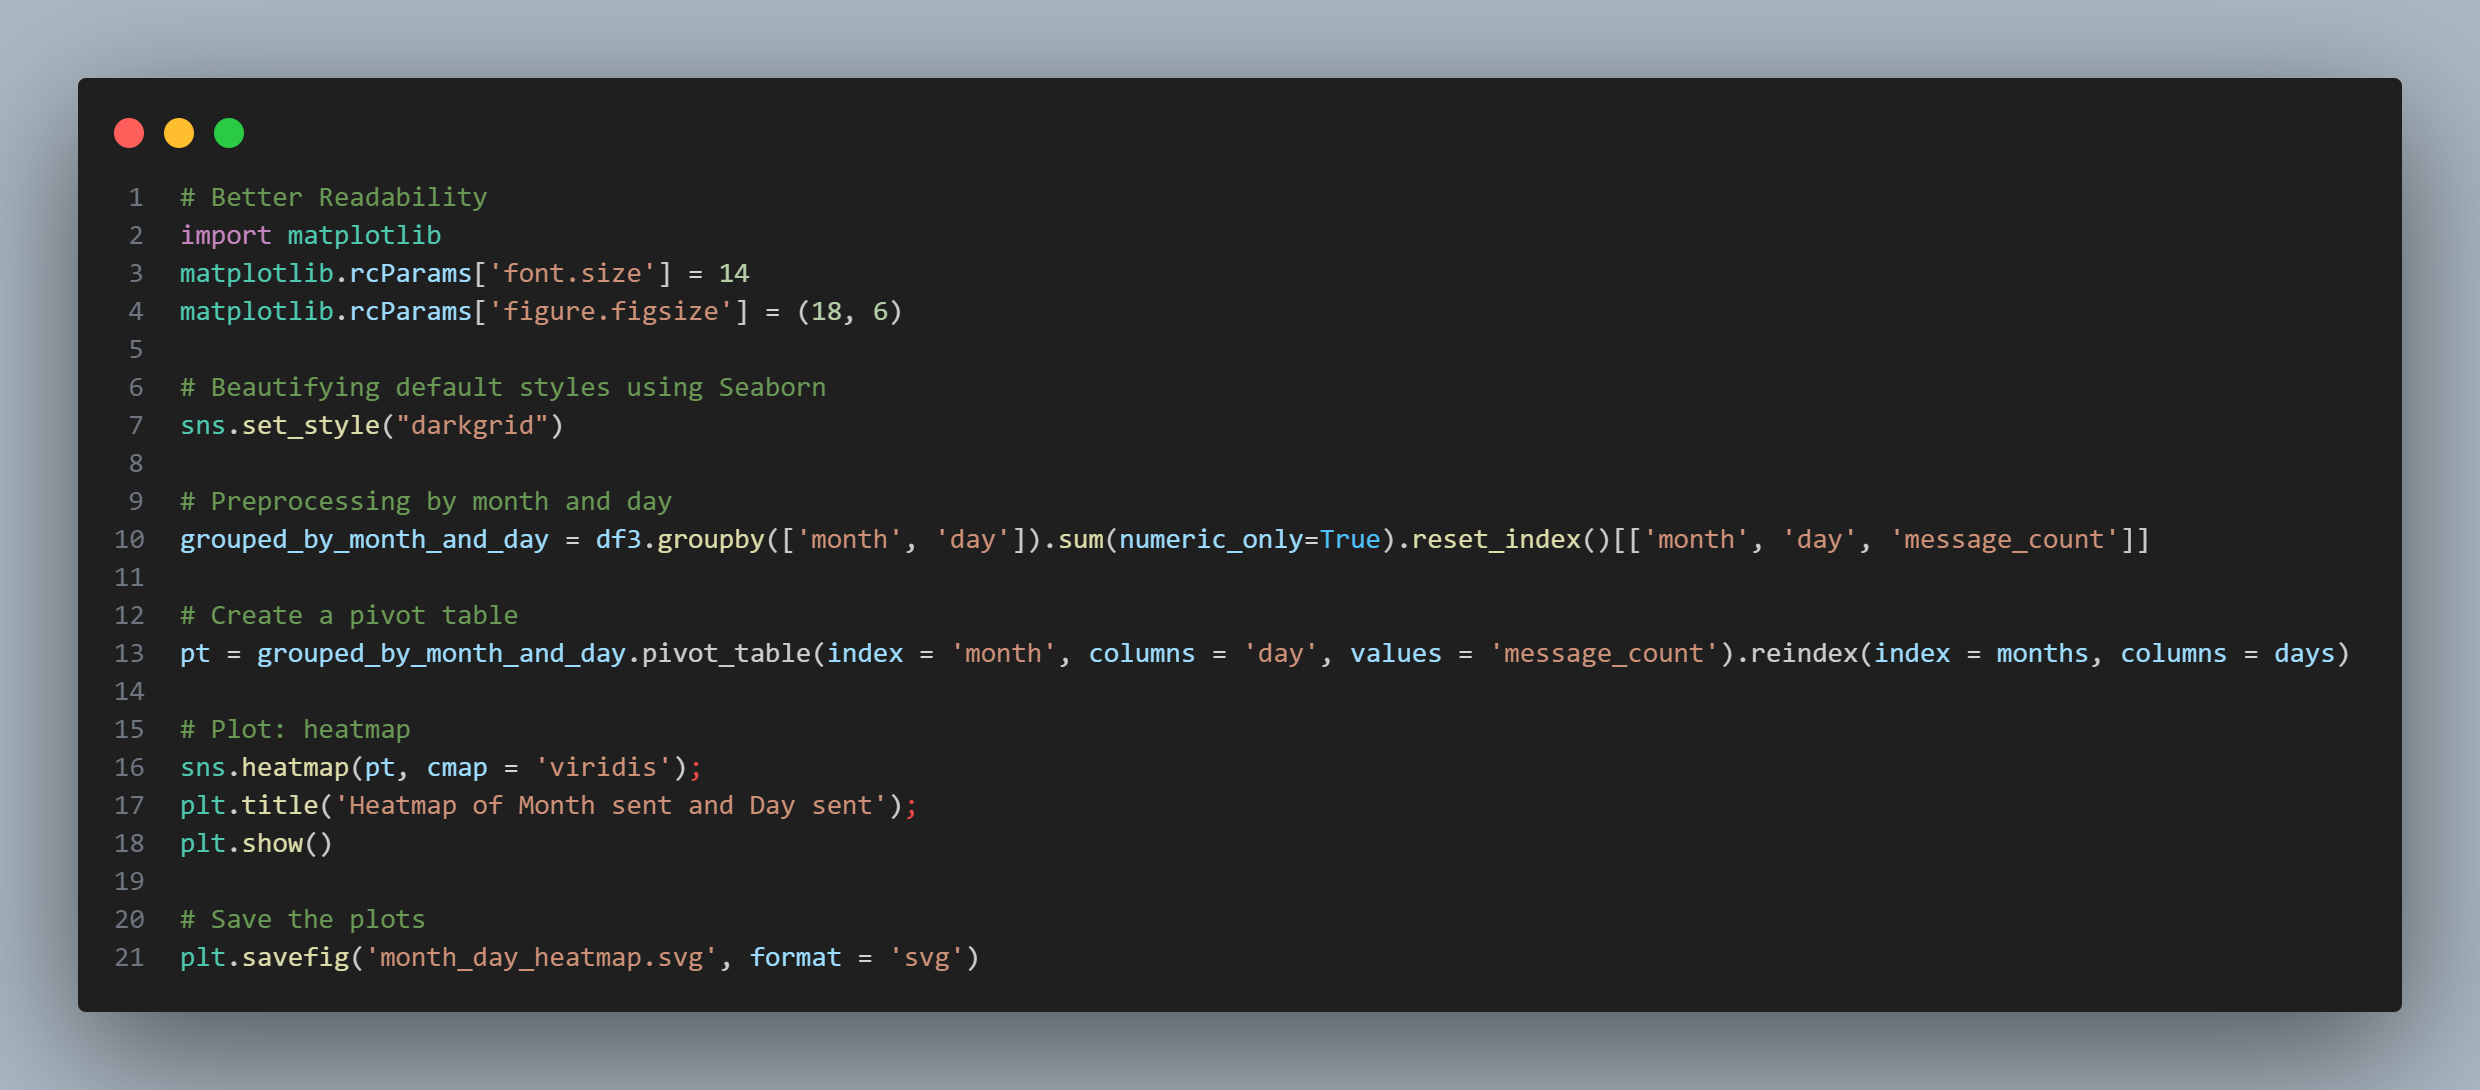 1 # Better Readability
2 import matplotlib
3 matplotlib.rcParams['font.size'] = 14
4 matplotlib.rcParams['figure.figsize'] = (18, 6)
5
6 # Beautifying default styles using Seaborn
7 sns.set_style("darkgrid")
8
9 # Preprocessing by month and day
10 grouped_by_month_and_day = df3.groupby(['month', 'day']).sum(numeric_only=True).reset_index()[['month', 'day', 'message_count']]
11
12 # Create a pivot table
13 pt = grouped_by_month_and_day.pivot_table(index = 'month', columns = 'day', values = 'message_count').reindex(index = months, columns = days)
14
15 # Plot: heatmap
16 sns.heatmap(pt, cmap = 'viridis');
17 plt.title('Heatmap of Month sent and Day sent');
18 plt.show()
19
20 # Save the plots
21 plt.savefig('month_day_heatmap.svg', format = 'svg')